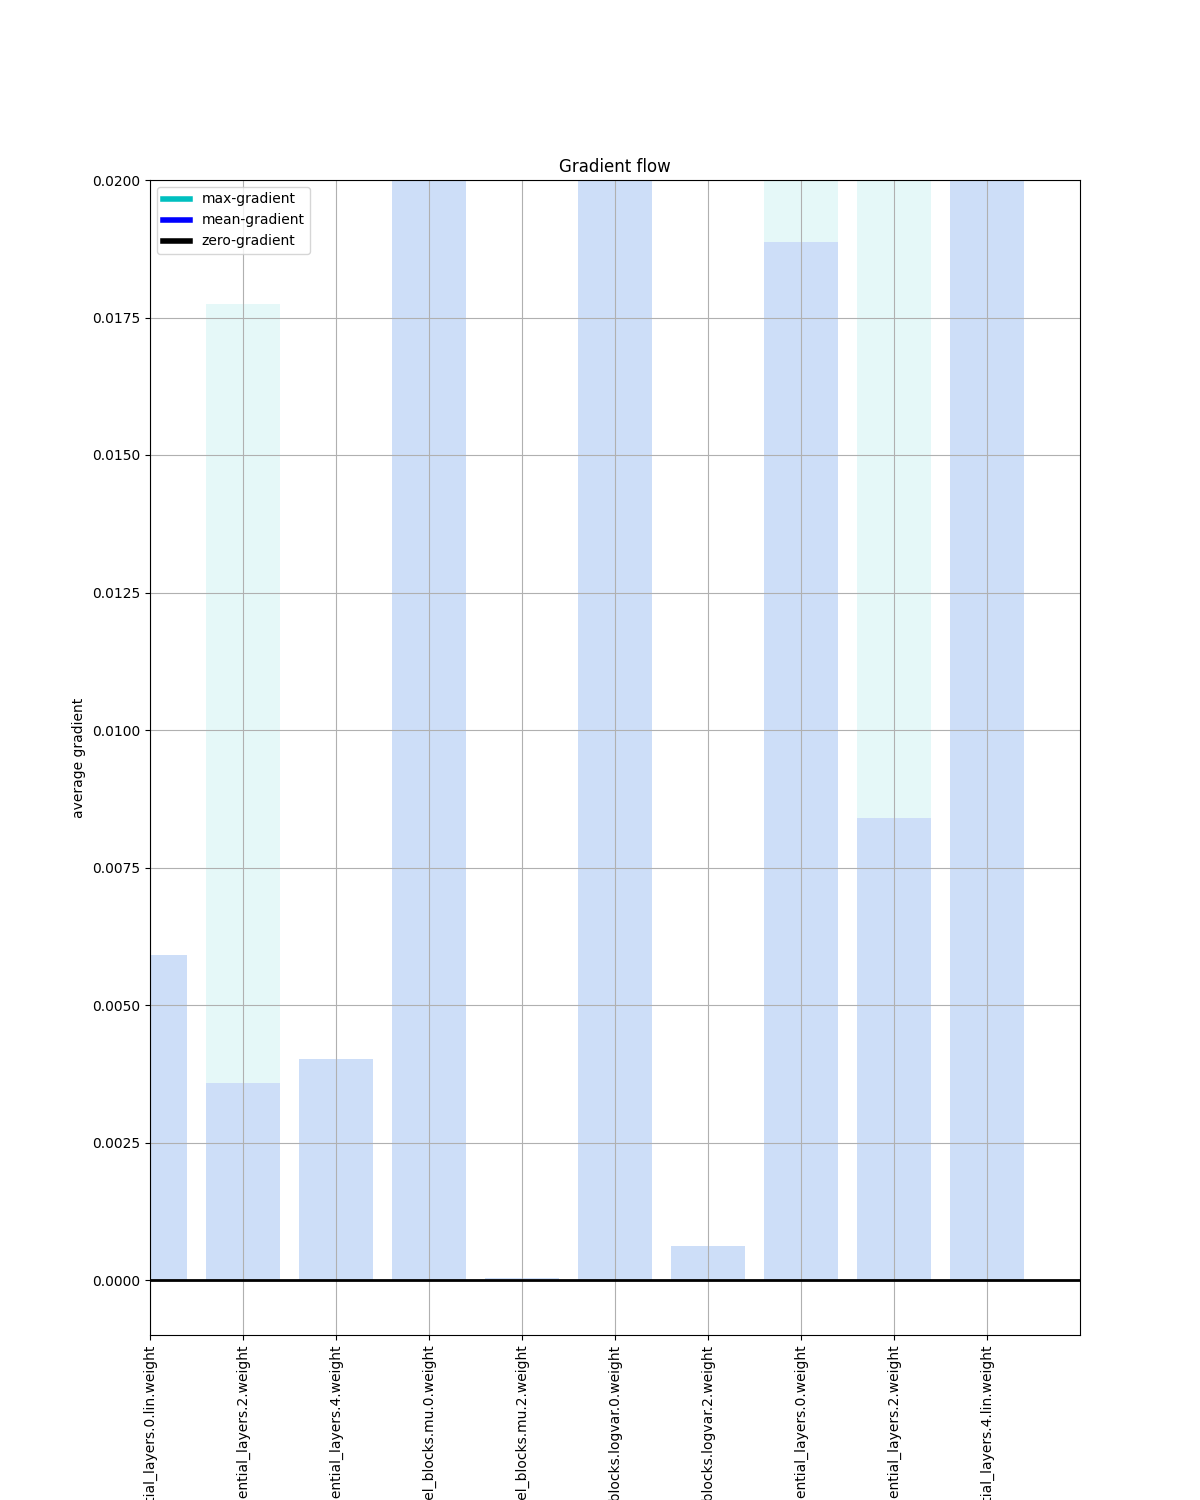 Gradient flow
max-gradient
mean-gradient
zero-gradient
0.0200
0.0175
0.0150
0.0125
0.0100
0.0075
0.0050
0.0025
0.0000
average gradient
tial_layers.0.lin.weight
ential_layers.2.weight
ential_layers.4.weight
el_blocks.mu.0.weight
el_blocks.mu.2.weight
blocks.logvar.0.weight
blocks.logvar.2.weight
ential_layers.0.weight
ential_layers.2.weight
tial_layers.4.lin.weight